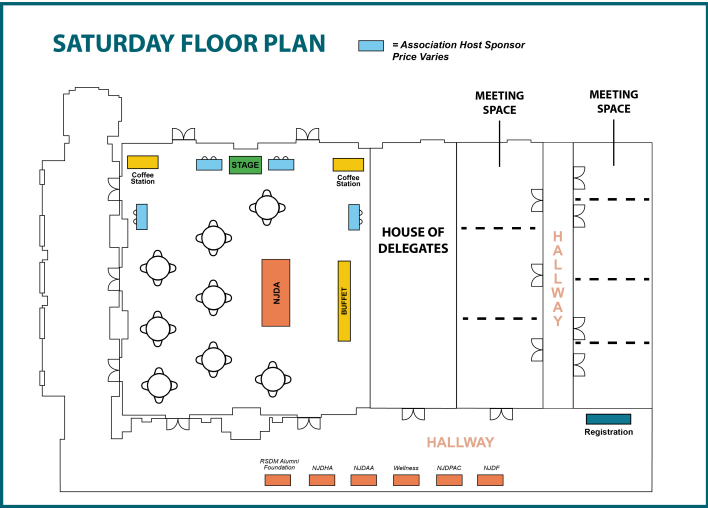 SATURDAY FLOOR PLAN
= Association Host Sponsor
Price Varies
MEETING
SPACE
MEETING
SPACE
Coffee
Station
STAGE
Coffee
Station
HOUSE OF
DELEGATES
HALLWAY
NJDA
BUFFET
HALLWAY
Registration
RSDM Alumni
Foundation
NJDHA
NJDAA
Wellness
NJDPAC
NJDF